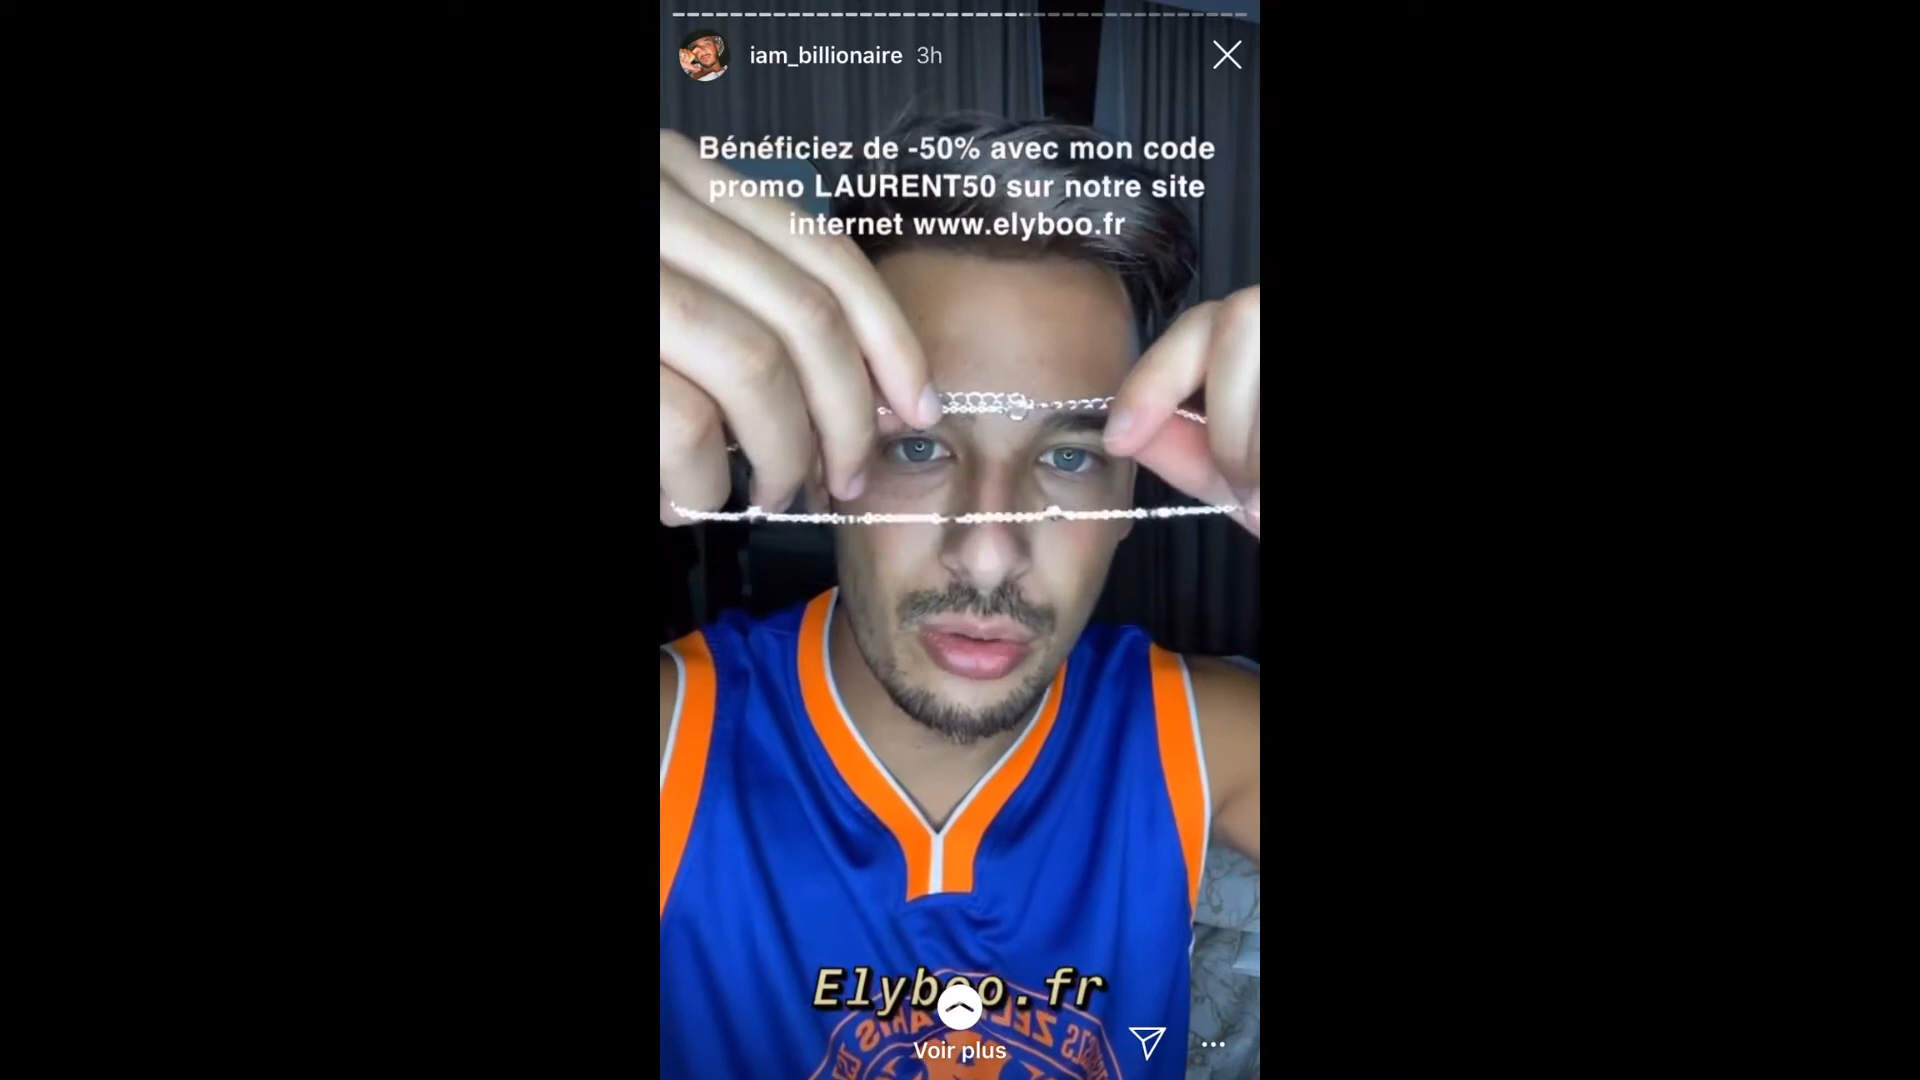 iam_billionaire 3h
Bénéficiez de -50% avec mon code
promo LAURENT50 sur notre site
internet www.elyboo.fr
Elyboo.fr
Voir plus